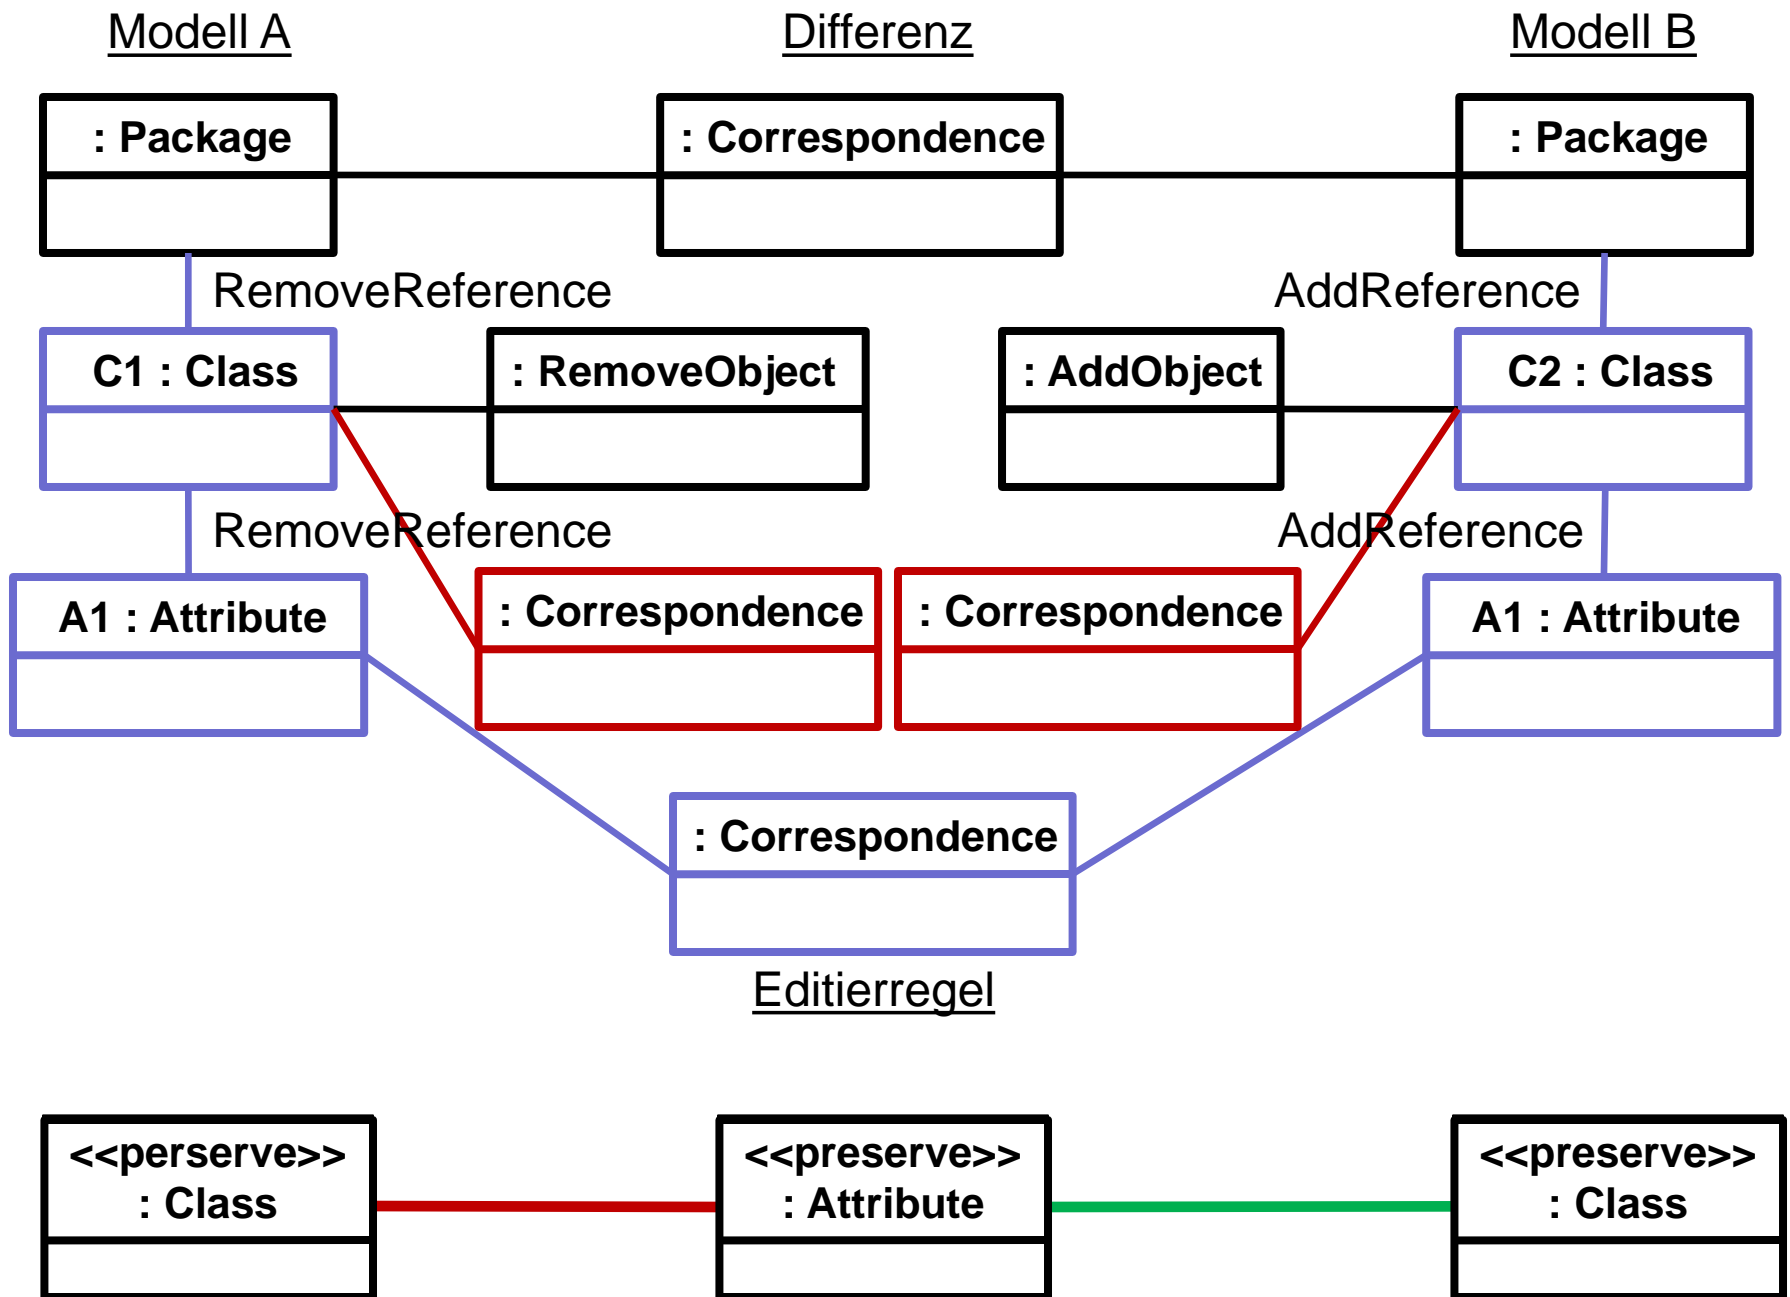 Modell A
Differenz
Modell B
: Package
: Correspondence
: Package
RemoveReference
AddReference
C1 : Class
: RemoveObject
: AddObject
C2 : Class
RemoveReference
AddReference
A1 : Attribute
: Correspondence
: Correspondence
A1 : Attribute
: Correspondence
Editierregel
<<perserve>>
: Class
<<preserve>>
: Attribute
<<preserve>>
: Class